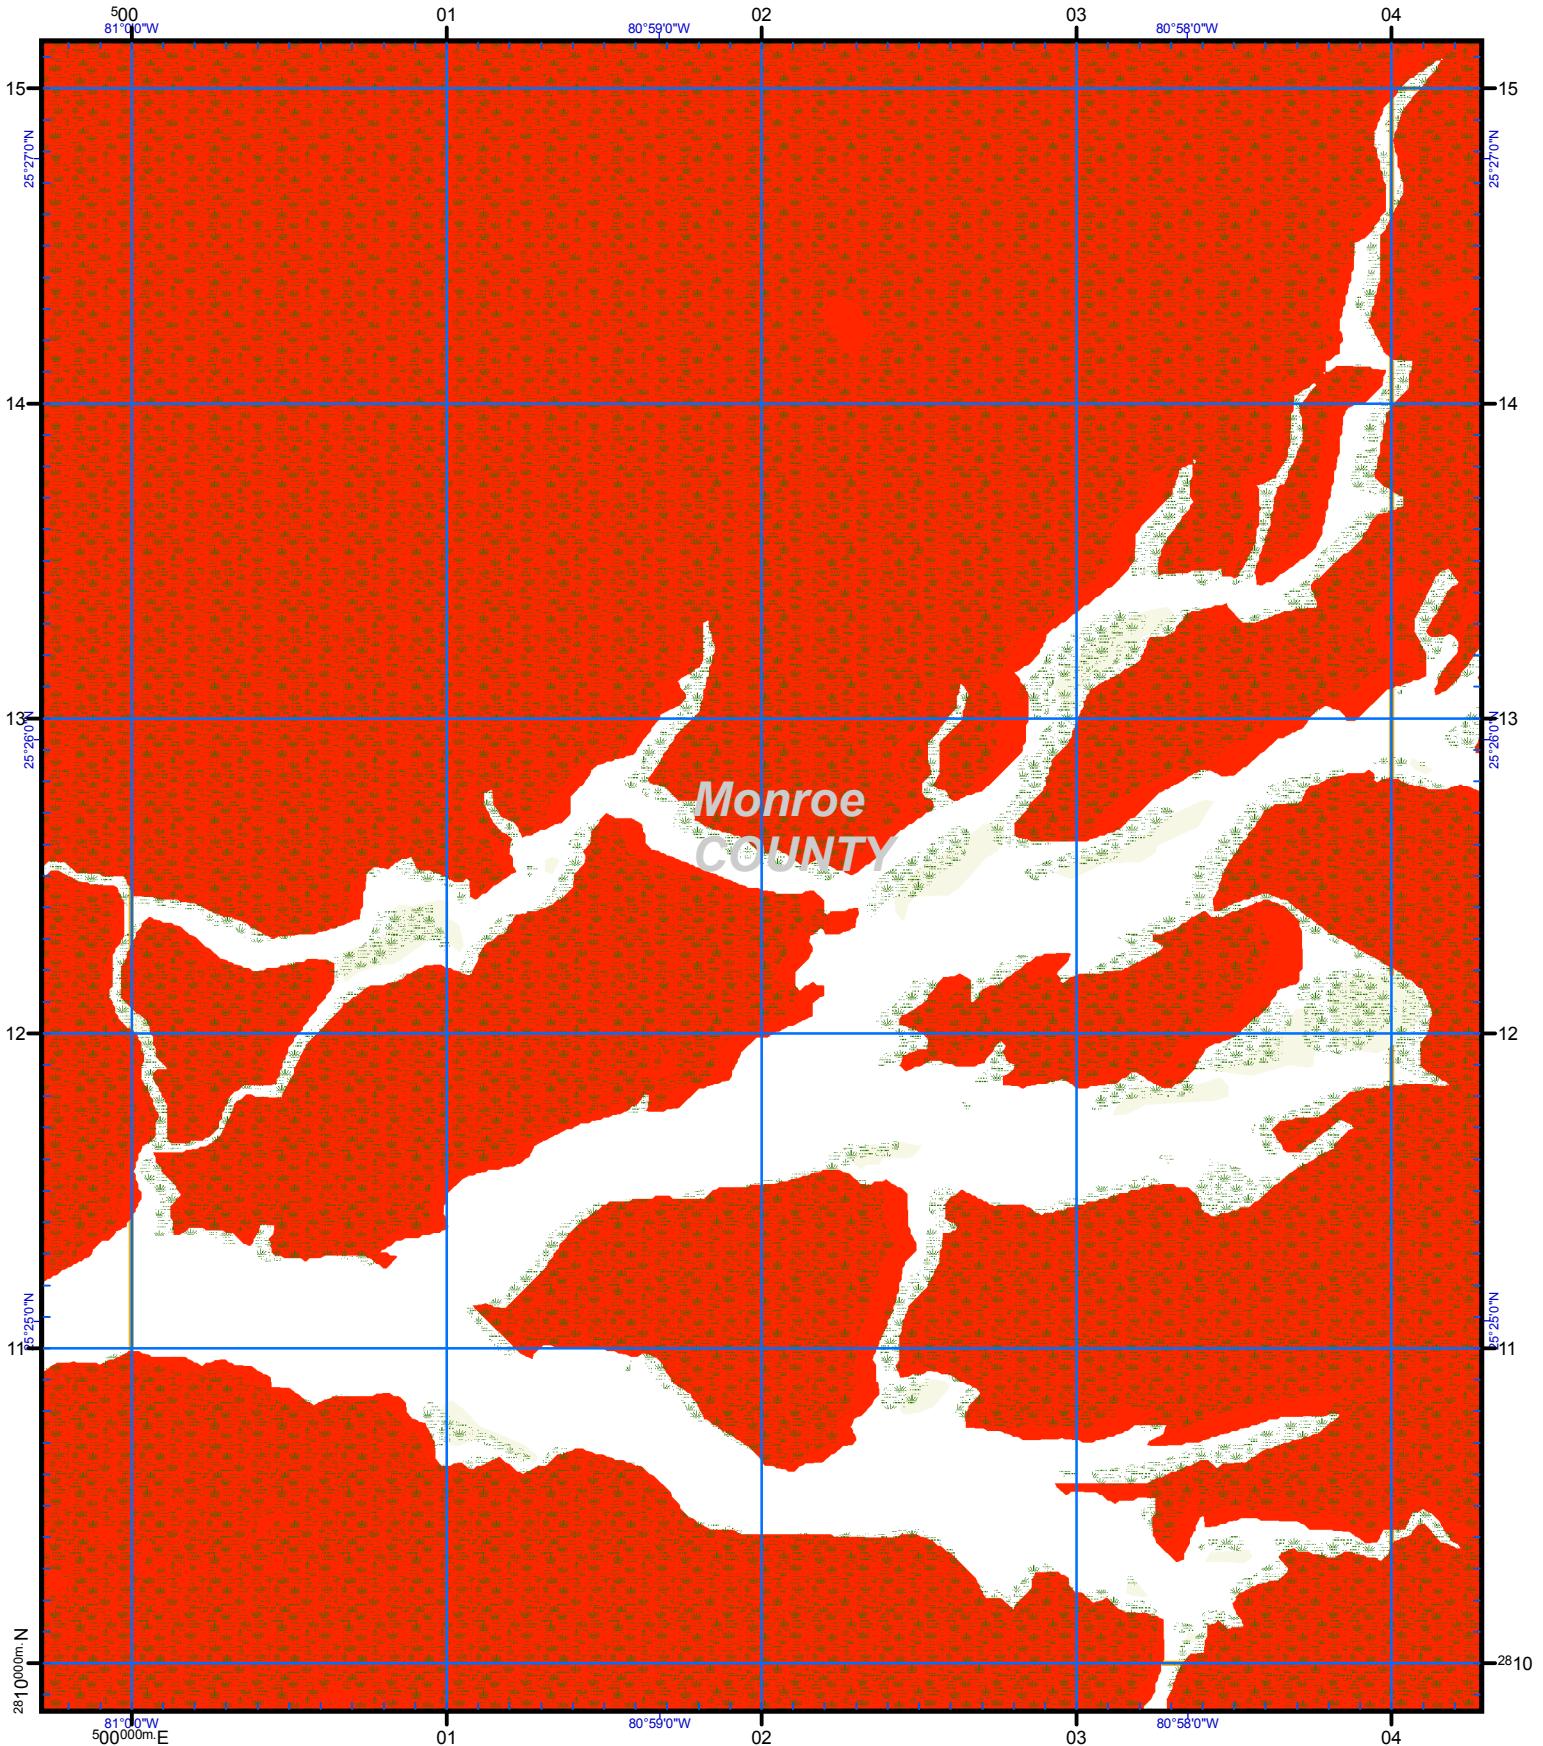 ⁵00 01 02 03 04
81°0'0"W 80°59'0"W 80°58'0"W
15 15
25°27'0"N 25°27'0"N
14 14
13 13
25°26'0"N 25°26'0"N
Monroe
COUNTY
12 12
25°25'0"N 25°25'0"N
11 11
²⁸10⁰⁰⁰ᵐ·N ²⁸10
81°0'0"W 80°59'0"W 80°58'0"W
⁵00⁰⁰⁰ᵐ·E 01 02 03 04